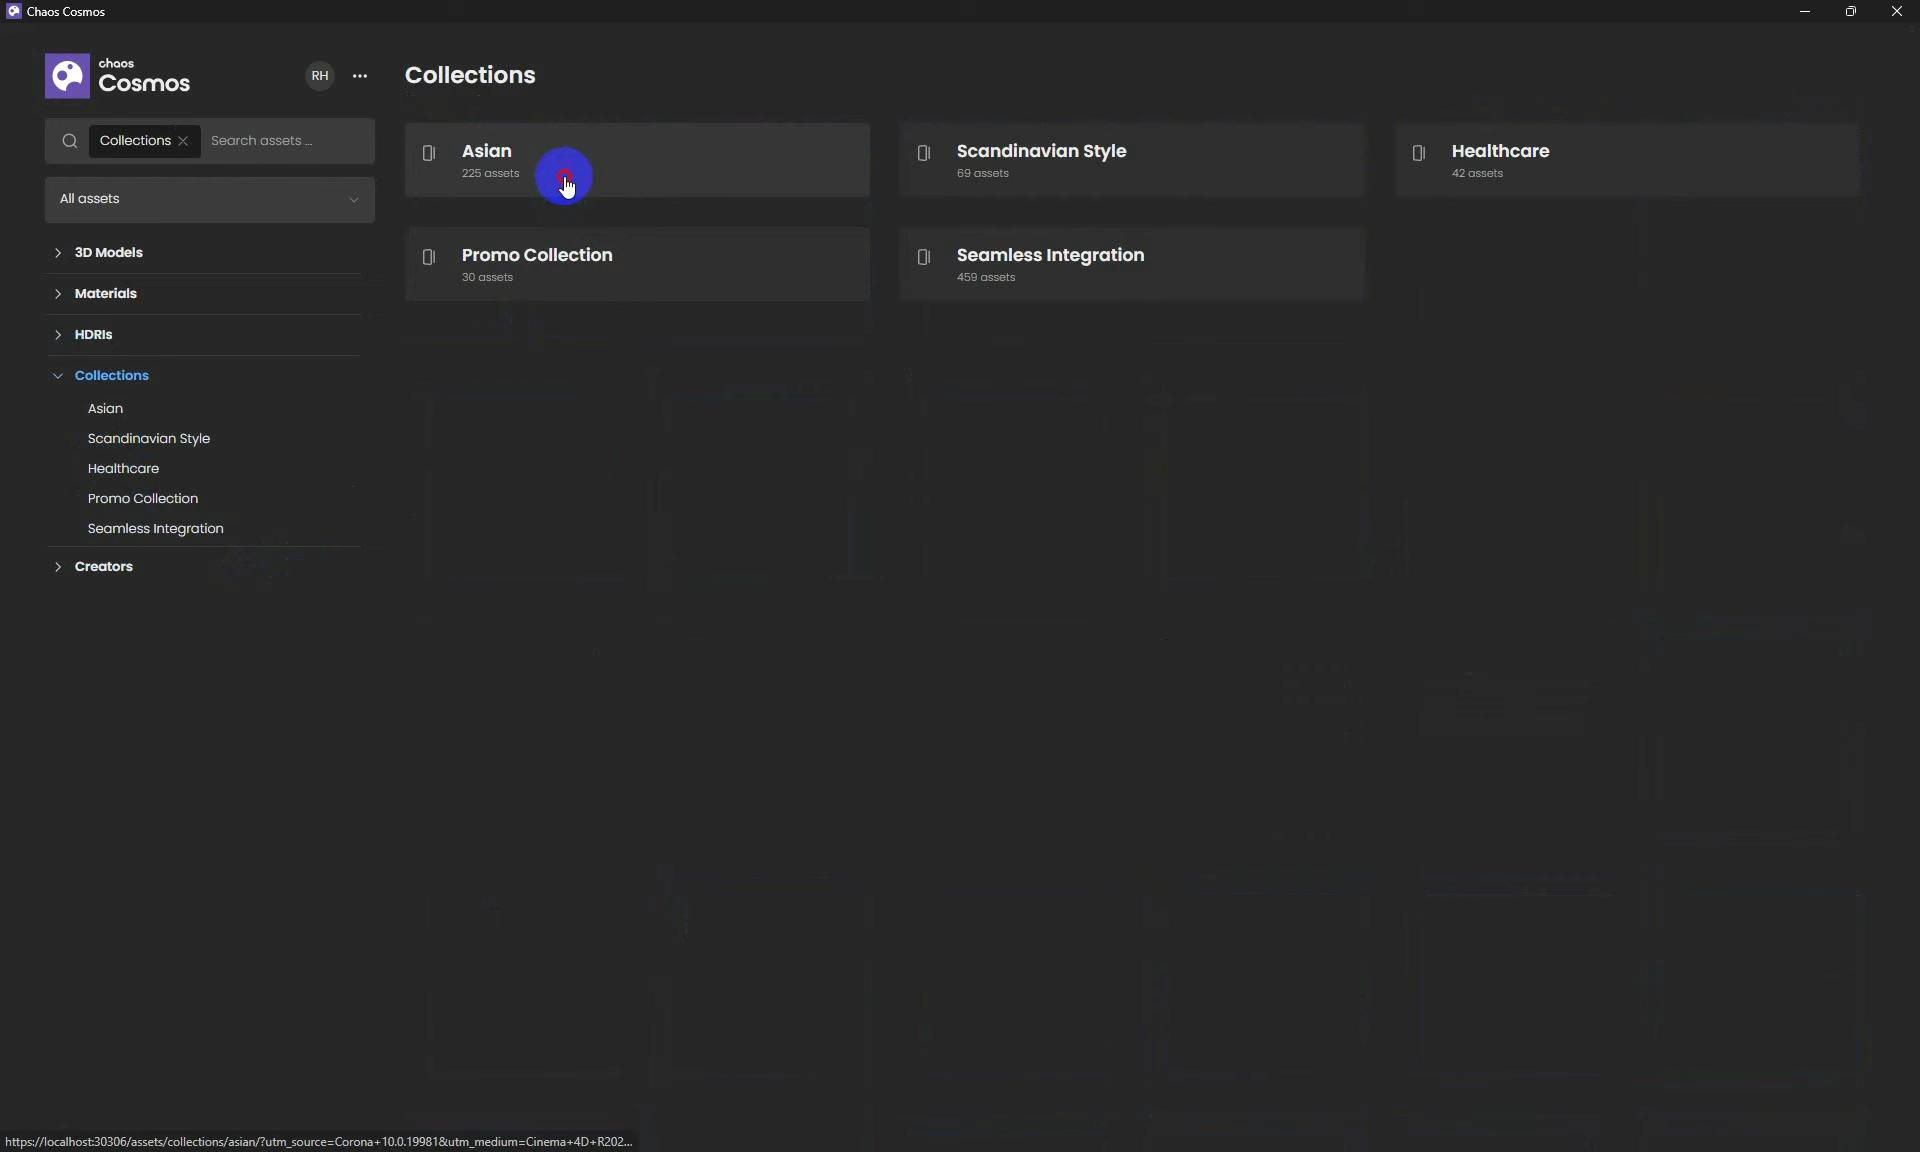 Chaos Cosmos
chaos
Cosmos
RH
Collections
Collections
Search assets ...
All assets
3D Models
Materials
HDRIs
Collections
Asian
Scandinavian Style
Healthcare
Promo Collection
Seamless Integration
Creators
Asian
225 assets
Scandinavian Style
69 assets
Healthcare
42 assets
Promo Collection
30 assets
Seamless Integration
459 assets
https://localhost:30306/assets/collections/asian/?utm_source=Corona+10.0.19981&utm_medium=Cinema+4D+R202...